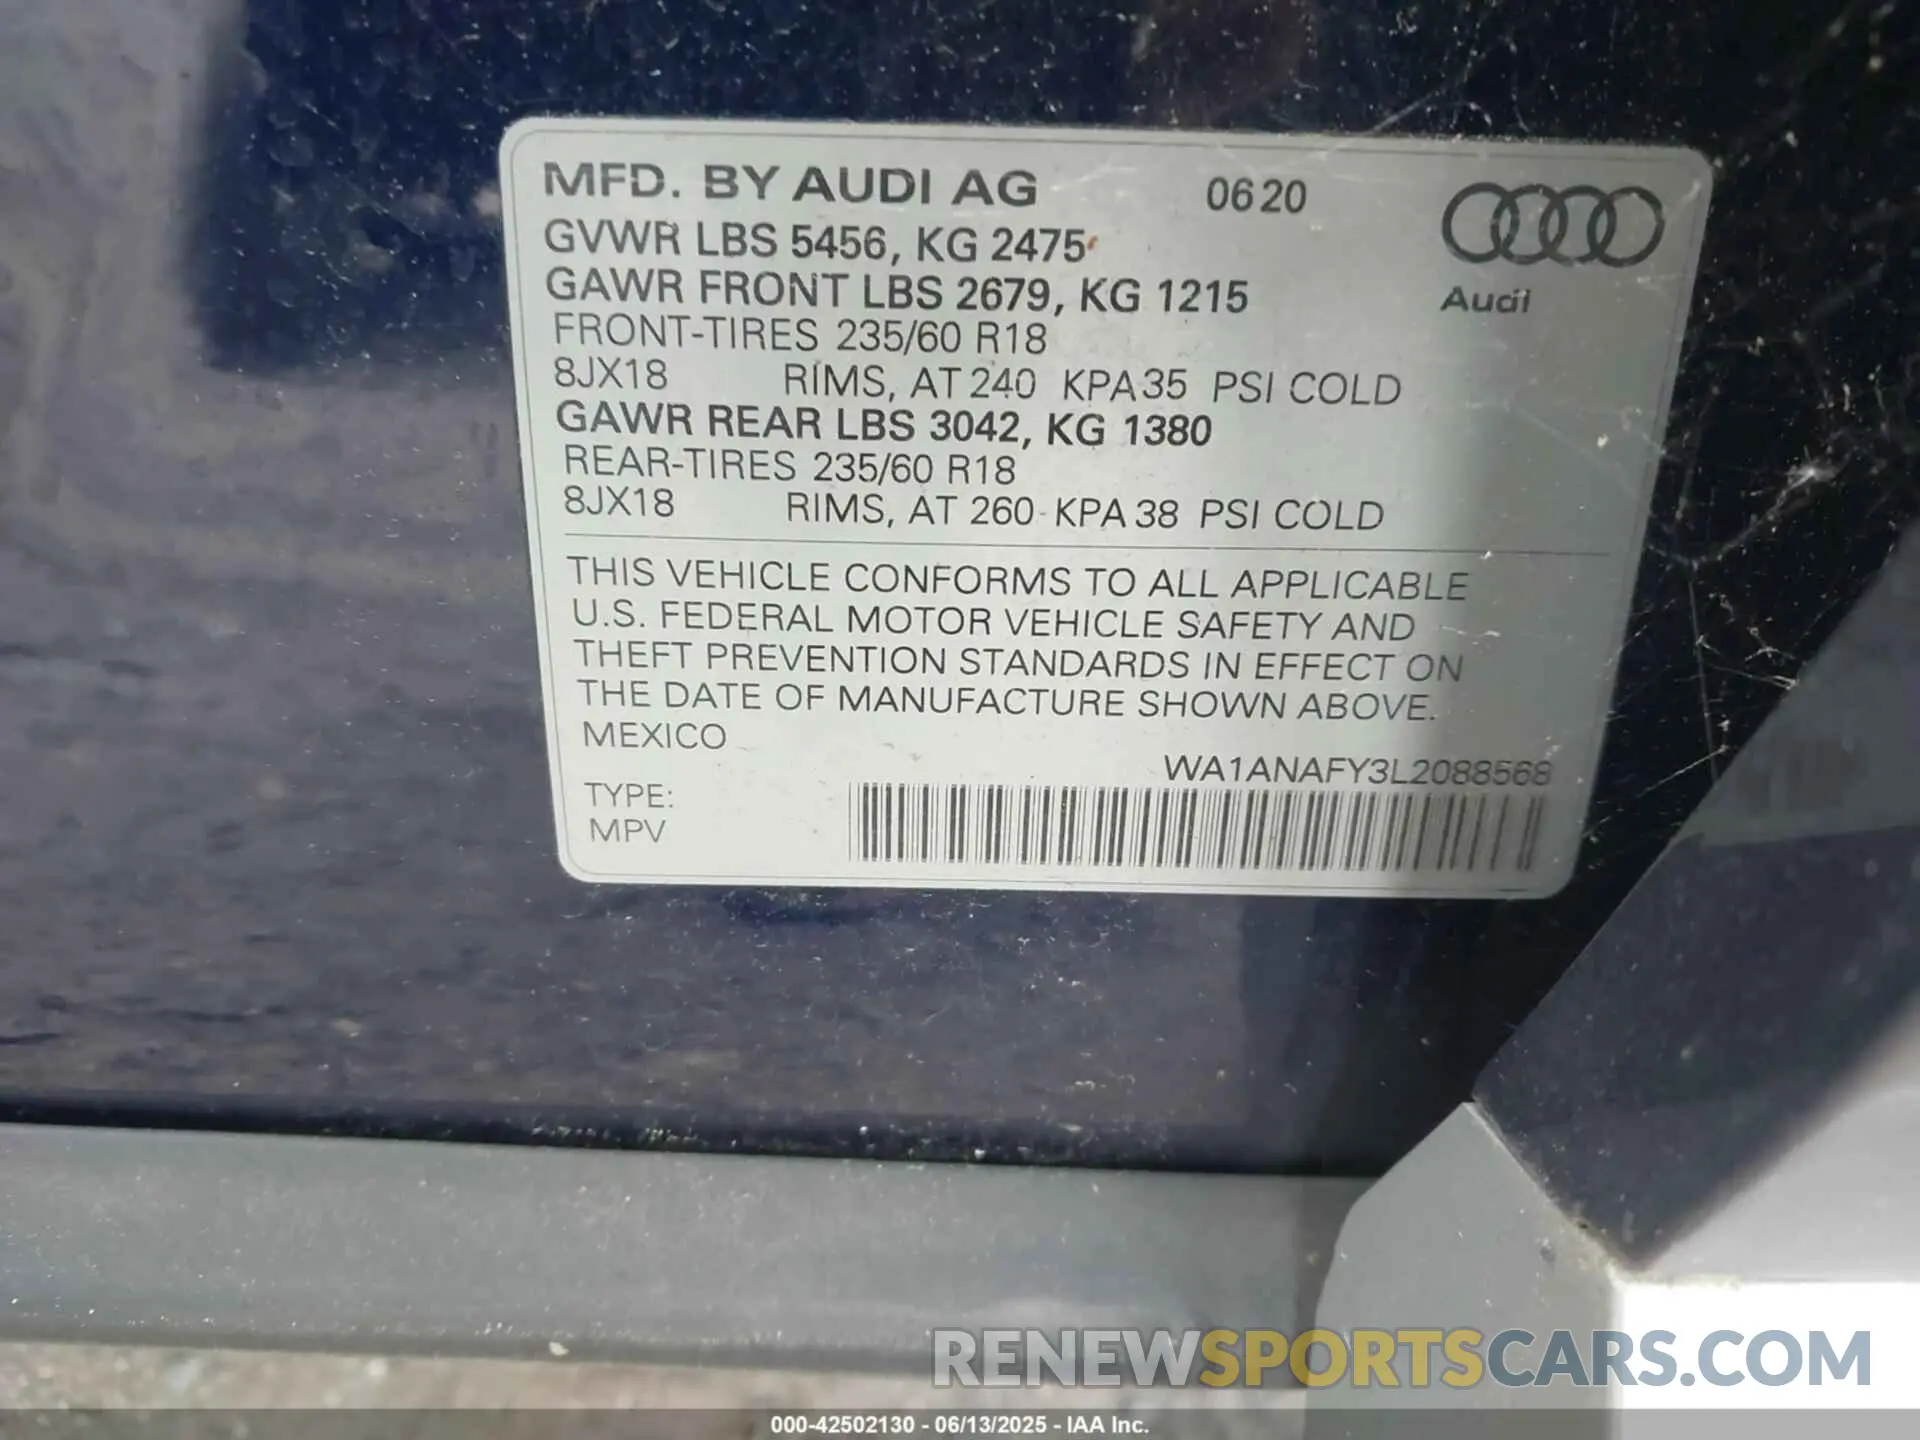 MFD. BY AUDI AG 0620
GVWR LBS 5456, KG 2475
GAWR FRONT LBS 2679, KG 1215
Audi
FRONT-TIRES 235/60 R18
8JX18 RIMS, AT 240 KPA 35 PSI COLD
GAWR REAR LBS 3042, KG 1380
REAR-TIRES 235/60 R18
8JX18 RIMS, AT 260 KPA 38 PSI COLD
THIS VEHICLE CONFORMS TO ALL APPLICABLE
U.S. FEDERAL MOTOR VEHICLE SAFETY AND
THEFT PREVENTION STANDARDS IN EFFECT ON
THE DATE OF MANUFACTURE SHOWN ABOVE.
MEXICO
WA1ANAFY3L2088568
TYPE:
MPV
RENEWSPORTSCARS.COM
000-42502130 - 06/13/2025 - IAA Inc.